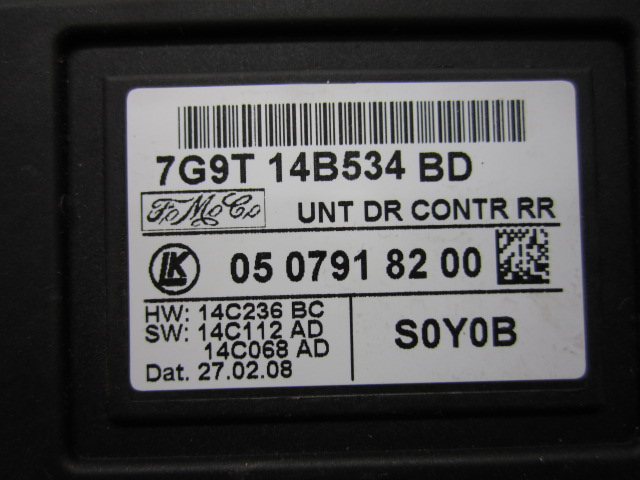 7G9T 14B534 BD
FoMoCo
UNT DR CONTR RR
LK
05 0791 82 00
HW: 14C236 BC
SW: 14C112 AD
14C068 AD
Dat. 27.02.08
S0Y0B